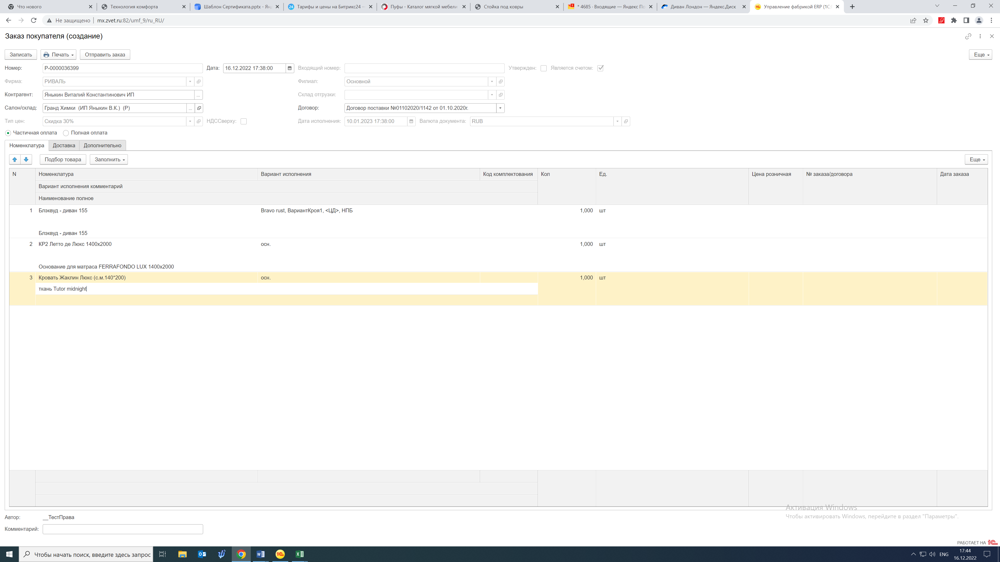 Что нового
Технология комфорта
Шаблон Сертификата.pptx - Янд
Тарифы и цены на Битрикс24 –
Пуфы - Каталог мягкой мебели
Стойка под ковры
* 4685 · Входящие — Яндекс По
Диван Лондон — Яндекс.Диск
Управление фабрикой ERP (1С:
Не защищено mx.zvet.ru:82/umf_9/ru_RU/
Заказ покупателя (создание)
Записать Печать Отправить заказ Еще
Номер: Р-0000036399 Дата: 16.12.2022 17:38:00 Входящий номер: Утвержден: Является счетом:
Фирма: РИВАЛЬ Филиал: Основной
Контрагент: Яныкин Виталий Константинович ИП ... Склад отгрузки:
Салон/склад: Гранд Химки (ИП Яныкин В.К.) (Р) ... Договор: Договор поставки №01102020/1142 от 01.10.2020г.
Тип цен: Скидка 30% НДССверху: Дата исполнения: 10.01.2023 17:38:00 Валюта документа: RUB
Частичная оплата Полная оплата
Номенклатура Доставка Дополнительно
Подбор товара Заполнить Еще
N Номенклатура Вариант исполнения Код комплектования Кол Ед. Цена розничная № заказа/договора Дата заказа
Вариант исполнения комментарий
Наименование полное
1 Блэквуд - диван 155 Bravo rust, ВариантКроя1, <ЦД>, НПБ 1,000 шт
Блэквуд - диван 155
2 КР2 Летто де Люкс 1400х2000 осн. 1,000 шт
Основание для матраса FERRAFONDO LUX 1400х2000
3 Кровать Жаклин Люкс (с.м.140*200) осн. 1,000 шт
ткань Tutor midnight
Активация Windows
Чтобы активировать Windows, перейдите в раздел "Параметры".
Автор: __ТестПрава
Комментарий:
РАБОТАЕТ НА 1С
Чтобы начать поиск, введите здесь запрос
ENG
17:44
16.12.2022